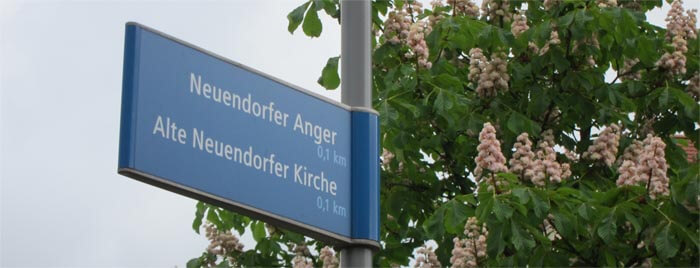 Neuendorfer Anger
0,1 km
Alte Neuendorfer Kirche
0,1 km